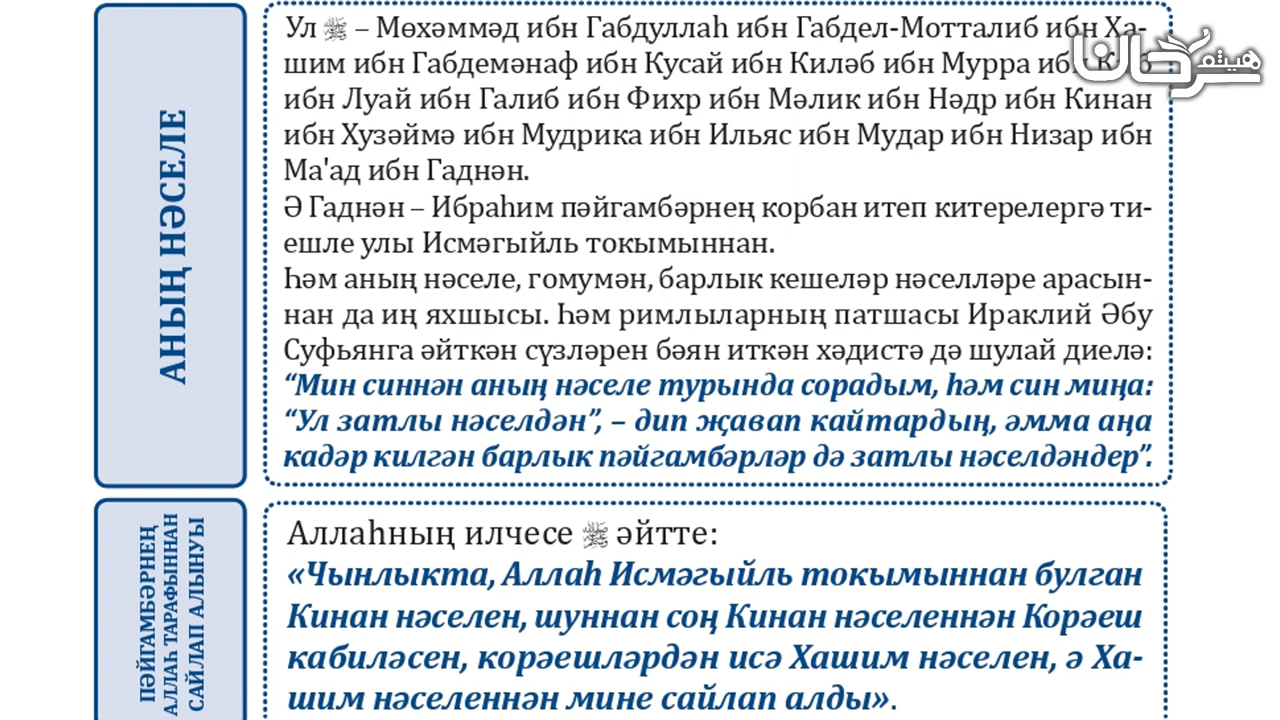 АНЫҢ НӘСЕЛЕ
Ул ﷺ – Мөхәммәд ибн Габдуллаһ ибн Габдел-Мотталиб ибн Ха-
шим ибн Габдемәнаф ибн Кусай ибн Киләб ибн Мурра ибн Кәгб
ибн Луай ибн Галиб ибн Фихр ибн Мәлик ибн Нәдр ибн Кинан
ибн Хузәймә ибн Мудрика ибн Ильяс ибн Мудар ибн Низар ибн
Ма'ад ибн Гаднән.
Ә Гаднән – Ибраһим пәйгамбәрнең корбан итеп китерелергә ти-
ешле улы Исмәгыйль токымыннан.
Һәм аның нәселе, гомумән, барлык кешеләр нәселләре арасын-
нан да иң яхшысы. Һәм римлыларның патшасы Ираклий Әбу
Суфьянга әйткән сүзләрен бәян иткән хәдистә дә шулай диелә:
“Мин синнән аның нәселе турында сорадым, һәм син миңа:
“Ул затлы нәселдән”, – дип җавап кайтардың, әмма аңа
кадәр килгән барлык пәйгамбәрләр дә затлы нәселдәндер”.
ПӘЙГАМБӘРНЕҢ
АЛЛАҺ ТАРАФЫННАН
САЙЛАП АЛЫНУЫ
Аллаһның илчесе ﷺ әйтте:
«Чынлыкта, Аллаһ Исмәгыйль токымыннан булган
Кинан нәселен, шуннан соң Кинан нәселеннән Корәеш
кабиләсен, корәешләрдән исә Хашим нәселен, ә Ха-
шим нәселеннән мине сайлап алды».